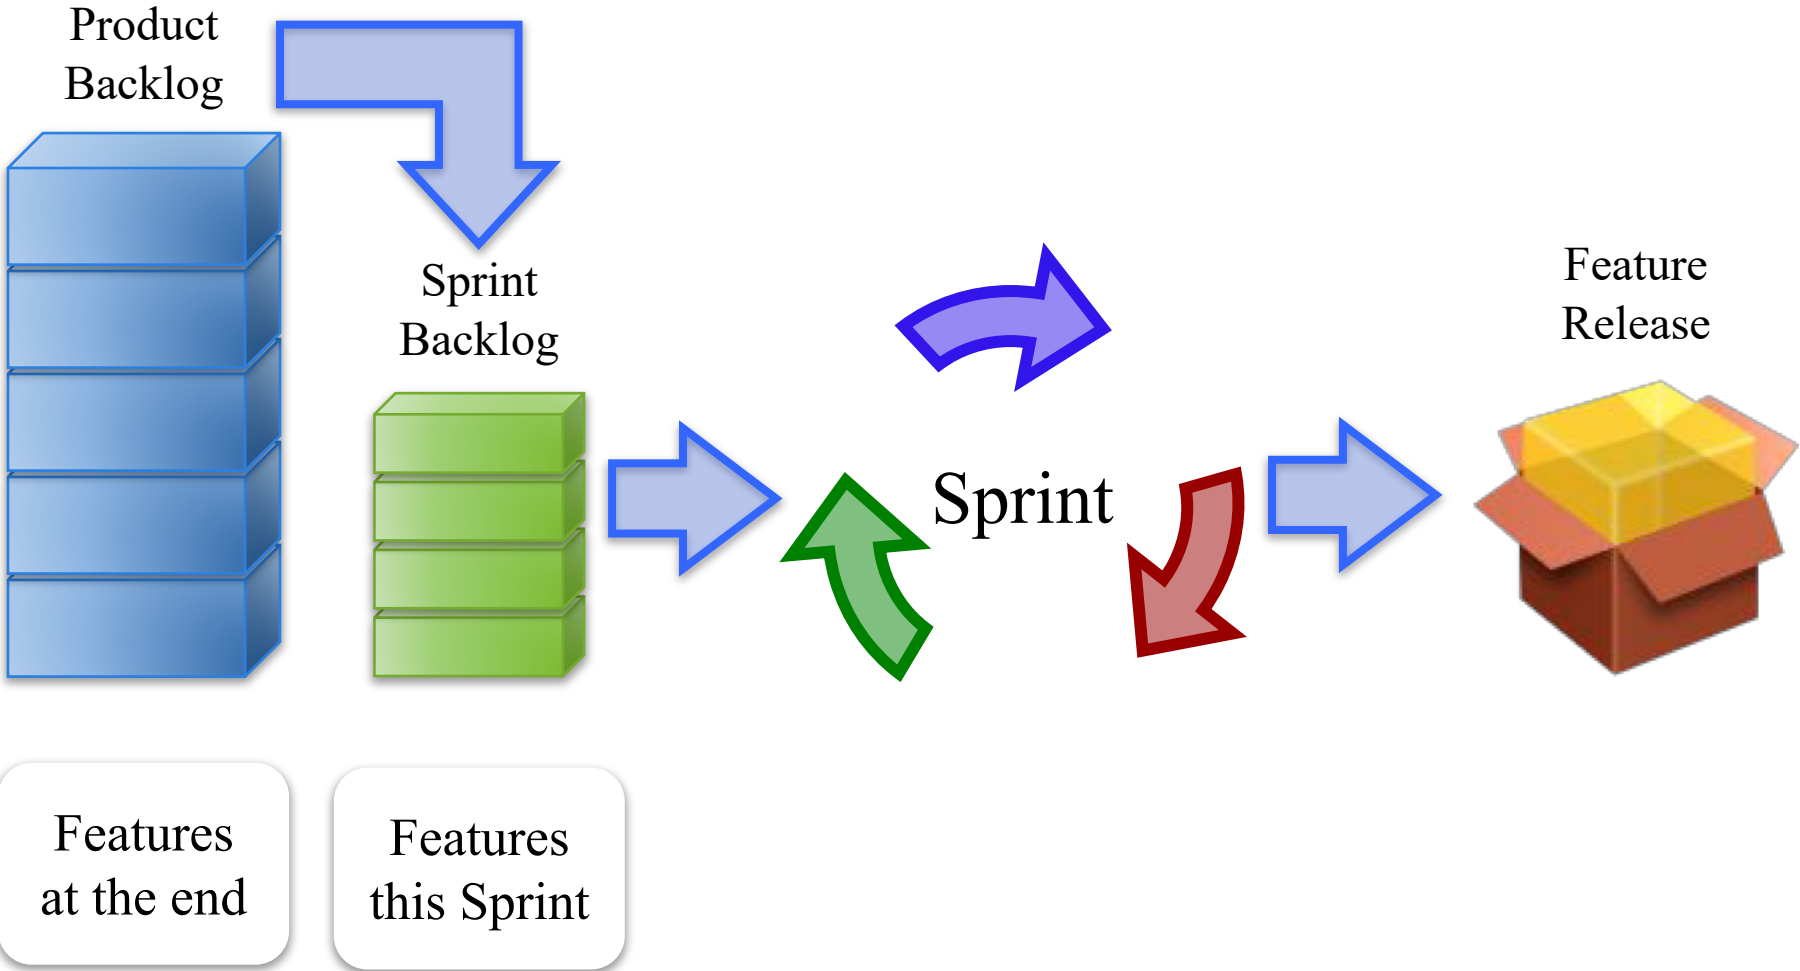 Product
Backlog
Sprint
Backlog
Sprint
Feature
Release
Features
at the end
Features
this Sprint